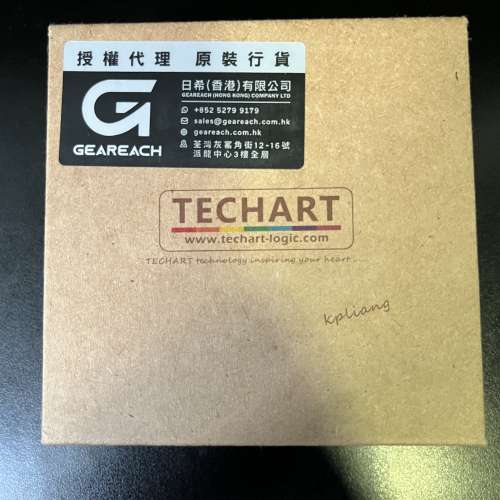 授權代理 原裝行貨
GEAREACH
日希(香港)有限公司
GEAREACH (HONG KONG) COMPANY LTD
+852 5279 9179
sales@geareach.com.hk
geareach.com.hk
荃灣灰窰角街12-16號
派龍中心3樓全層
TECHART
www.techart-logic.com
TECHART technology inspiring your heart......
kpliang